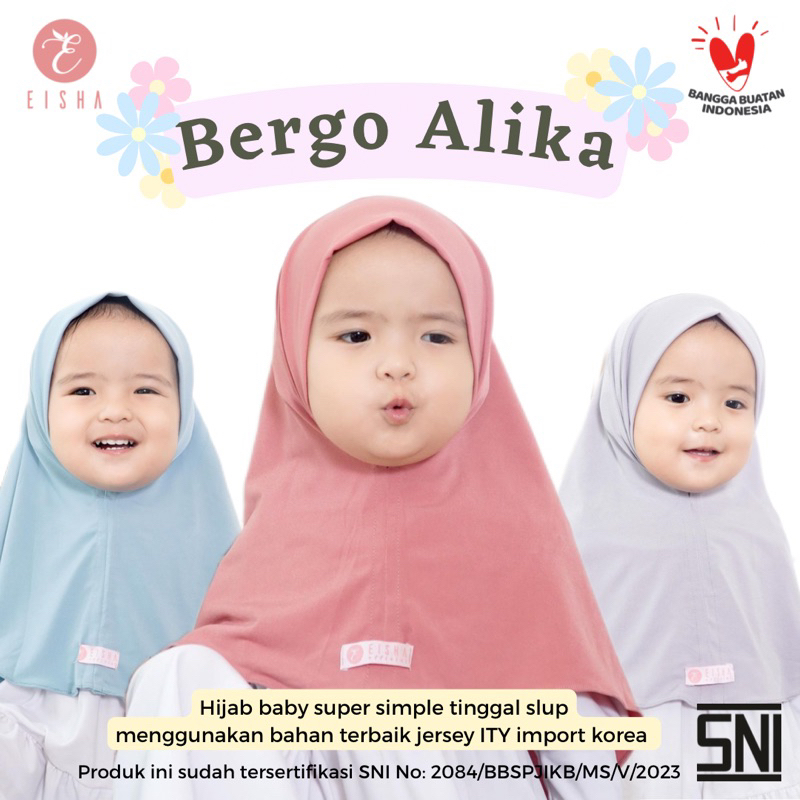 EISHA
BANGGA BUATAN
INDONESIA
Bergo Alika
EISHA
EISHA
EISHA
Hijab baby super simple tinggal slup
menggunakan bahan terbaik jersey ITY import korea
Produk ini sudah tersertifikasi SNI No: 2084/BBSPJIKB/MS/V/2023
SNI